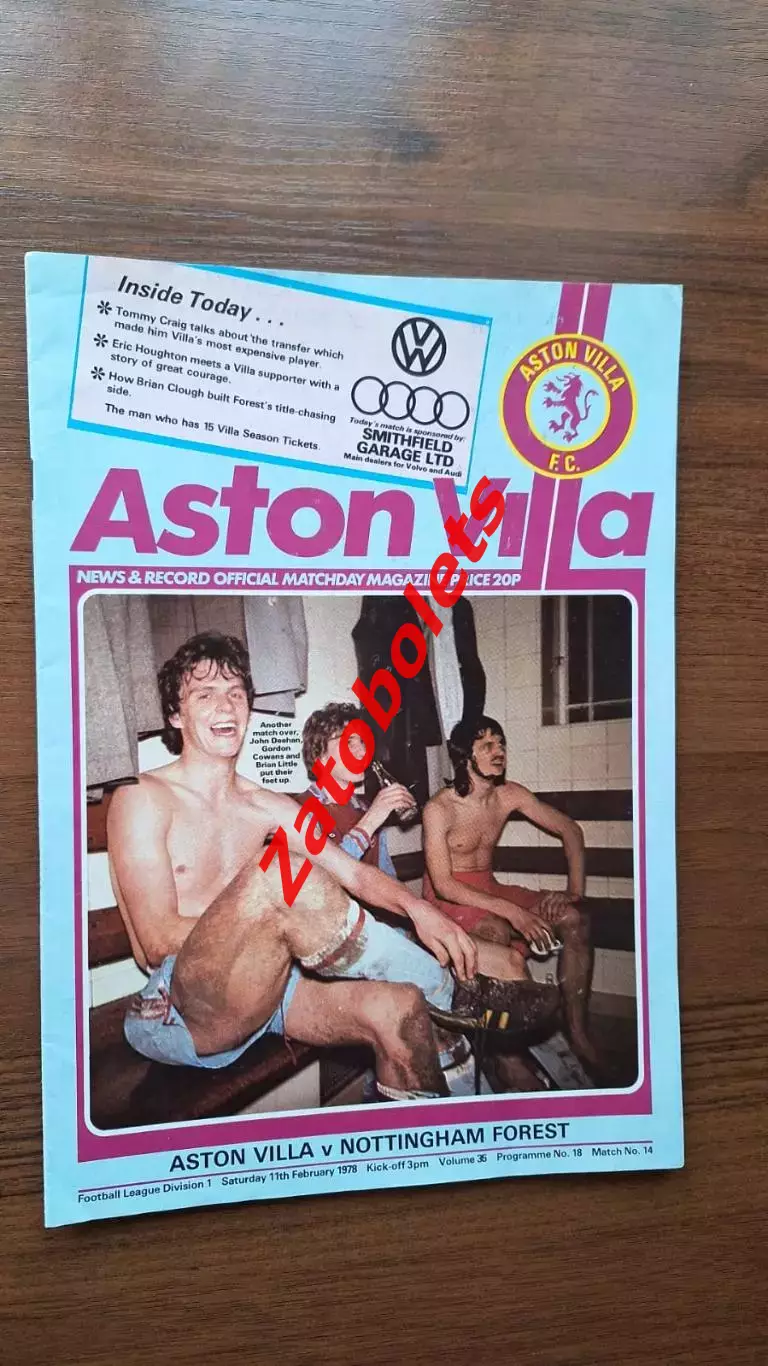 Inside Today . . .
* Tommy Craig talks about the transfer which
made him Villa's most expensive player.
* Eric Houghton meets a Villa supporter with a
story of great courage.
* How Brian Clough built Forest's title-chasing
side.
The man who has 15 Villa Season Tickets.
Today's match is sponsored by:
SMITHFIELD
GARAGE LTD
Main dealers for Volvo and Audi
ASTON VILLA
F.C.
Aston Villa
NEWS & RECORD OFFICIAL MATCHDAY MAGAZINE PRICE 20P
Another
match over,
John Deehan,
Gordon
Cowans and
Brian Little
put their
feet up.
Zatobolets
ASTON VILLA v NOTTINGHAM FOREST
Football League Division 1 Saturday 11th February 1978 Kick-off 3pm Volume 35 Programme No. 18 Match No. 14